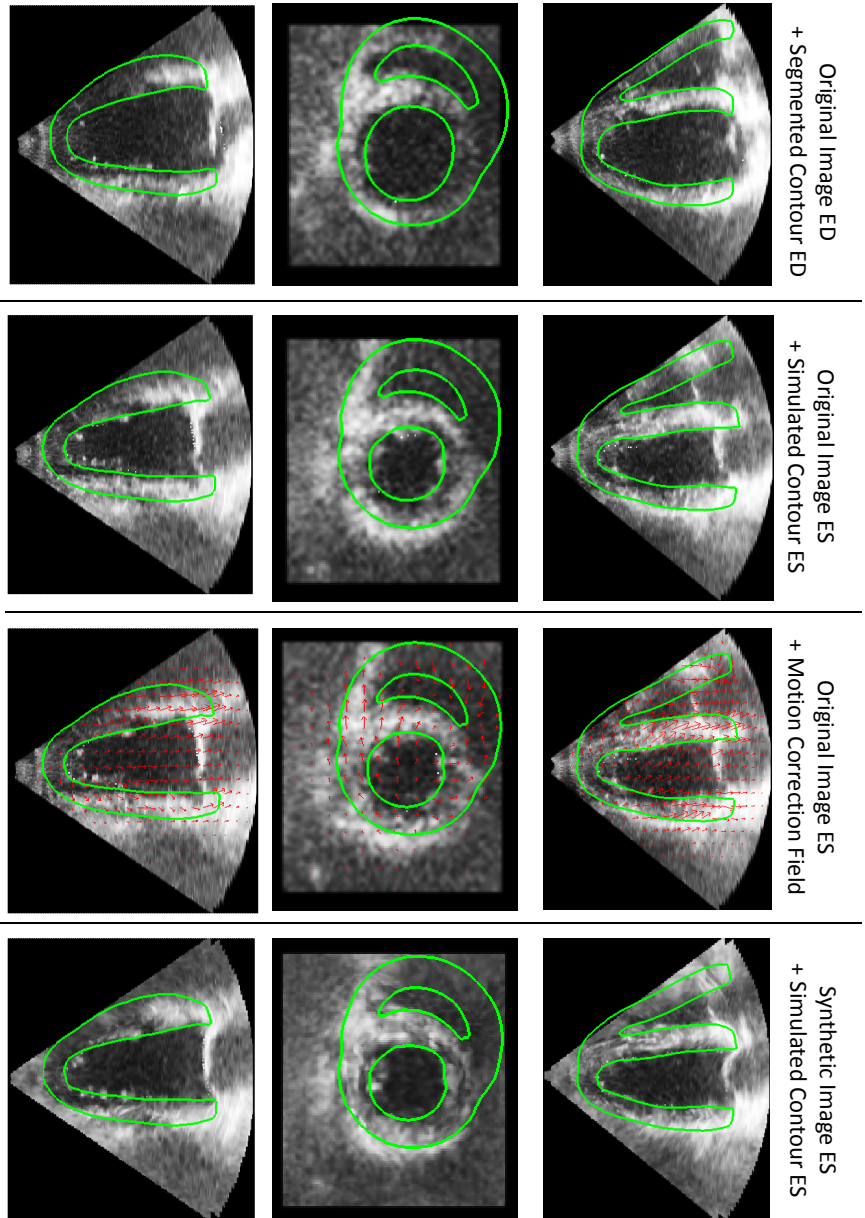 Original Image ED
+ Segmented Contour ED
Original Image ES
+ Simulated Contour ES
Original Image ES
+ Motion Correction Field
Synthetic Image ES
+ Simulated Contour ES